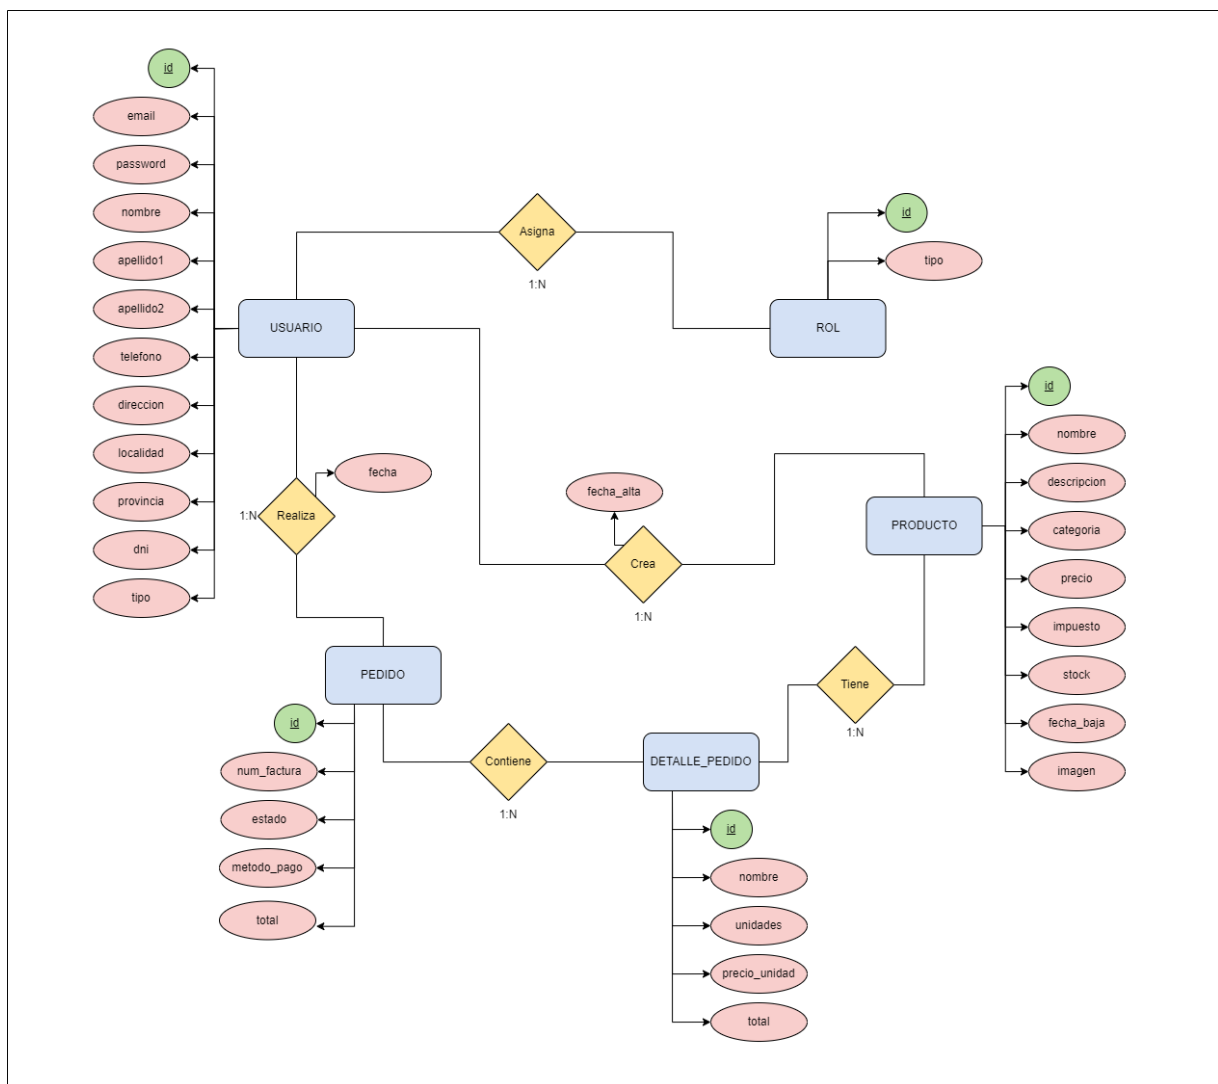 id
email
password
nombre
apellido1
apellido2
telefono
direccion
localidad
provincia
dni
tipo
USUARIO
Asigna
1:N
ROL
id
tipo
Realiza
1:N
fecha
fecha_alta
Crea
1:N
PRODUCTO
id
nombre
descripcion
categoria
precio
impuesto
stock
fecha_baja
imagen
Tiene
1:N
PEDIDO
id
num_factura
estado
metodo_pago
total
Contiene
1:N
DETALLE_PEDIDO
id
nombre
unidades
precio_unidad
total